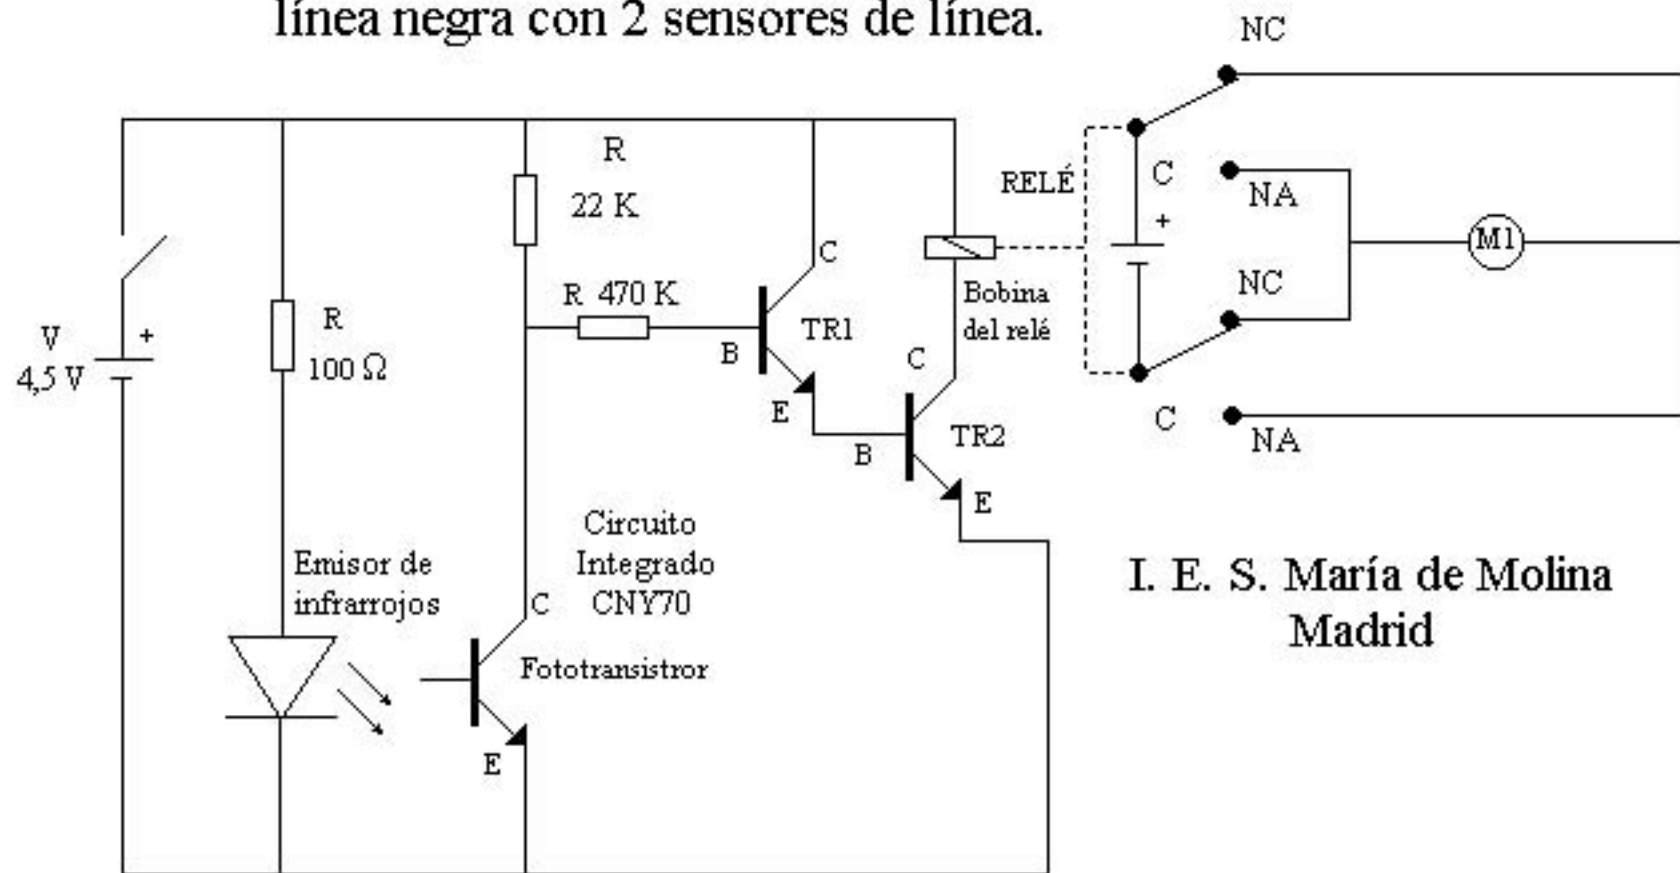 línea negra con 2 sensores de línea.
NC
R
22 K
RELÉ
C
NA
+
C
M1
R 470 K
NC
Bobina
del relé
V
+
4,5 V
R
100 Ω
TR1
B
C
E
C
NA
TR2
B
E
Circuito
Integrado
CNY70
Emisor de
infrarrojos
C
Fototransistror
E
I. E. S. María de Molina
Madrid